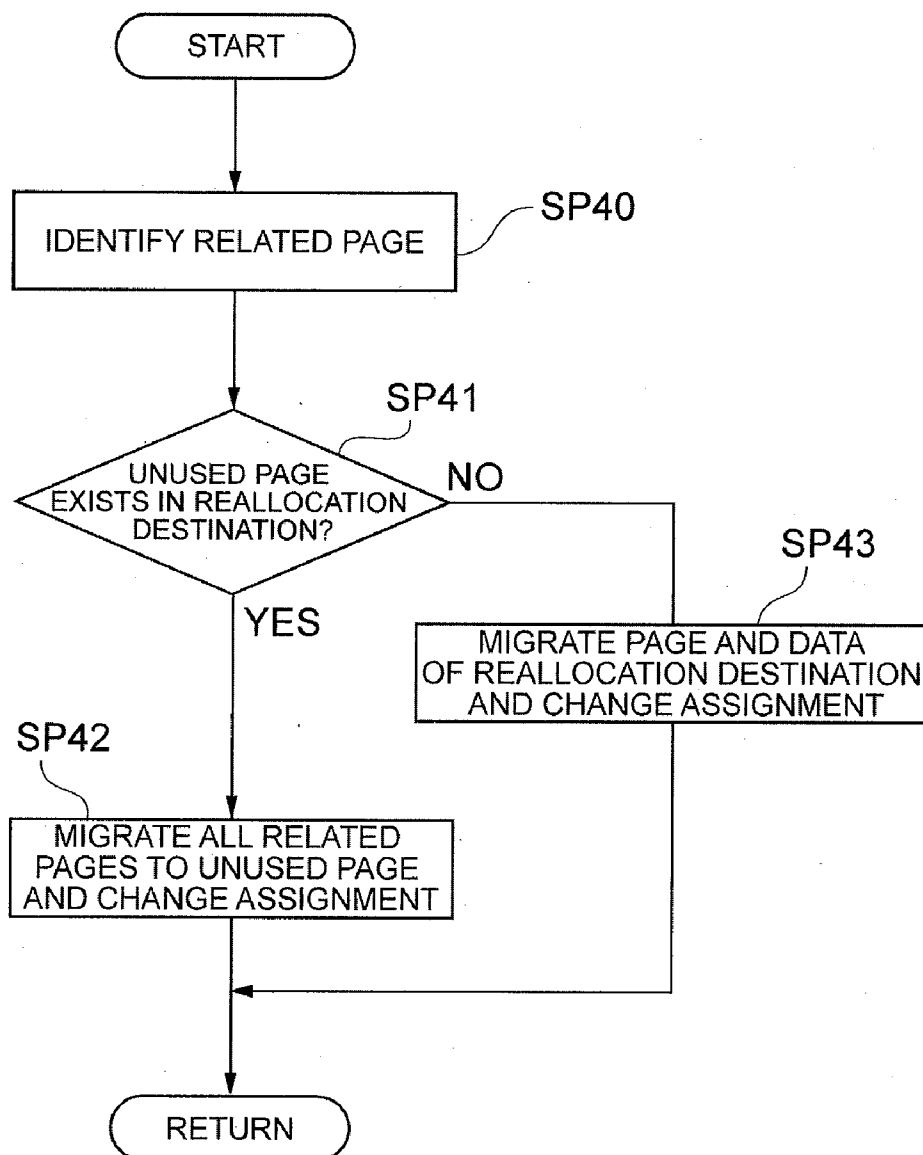 START
SP40
IDENTIFY RELATED PAGE
SP41
UNUSED PAGE
EXISTS IN REALLOCATION
DESTINATION?
NO
YES
SP43
MIGRATE PAGE AND DATA
OF REALLOCATION DESTINATION
AND CHANGE ASSIGNMENT
SP42
MIGRATE ALL RELATED
PAGES TO UNUSED PAGE
AND CHANGE ASSIGNMENT
RETURN